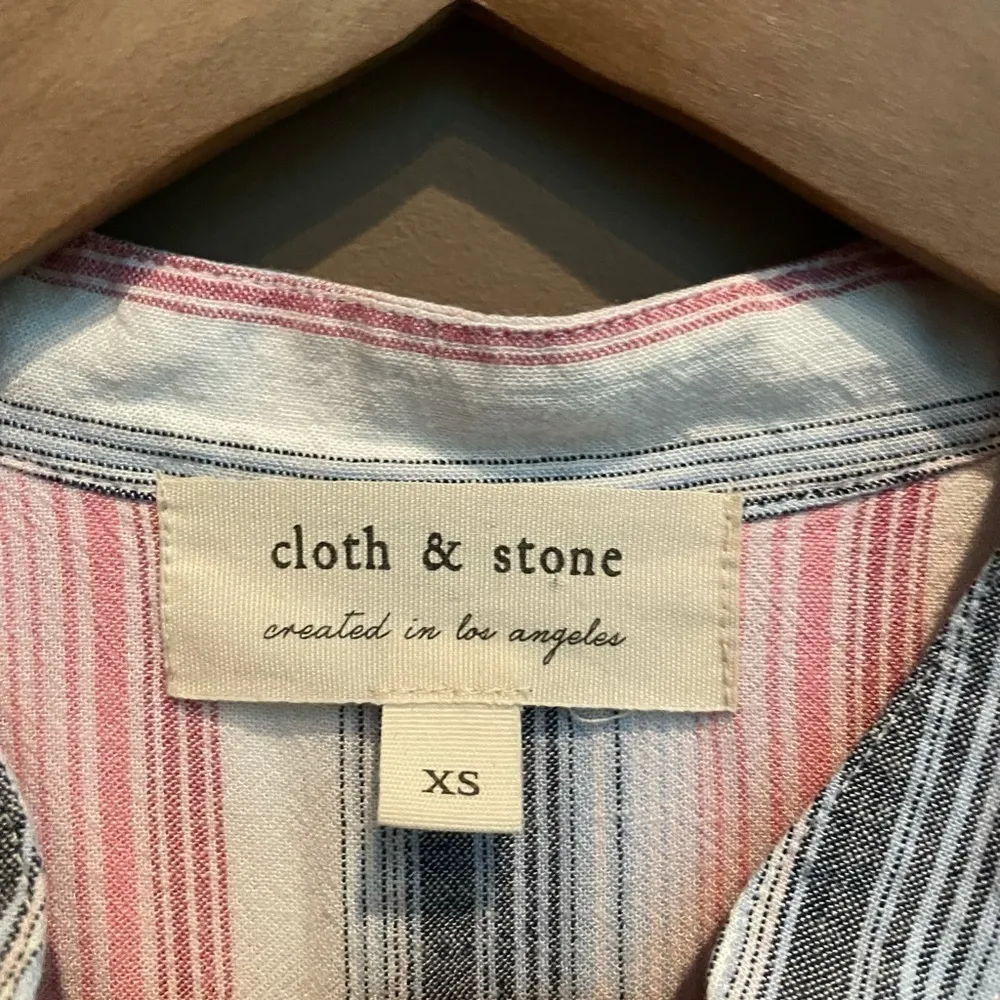 cloth & stone
created in los angeles
XS